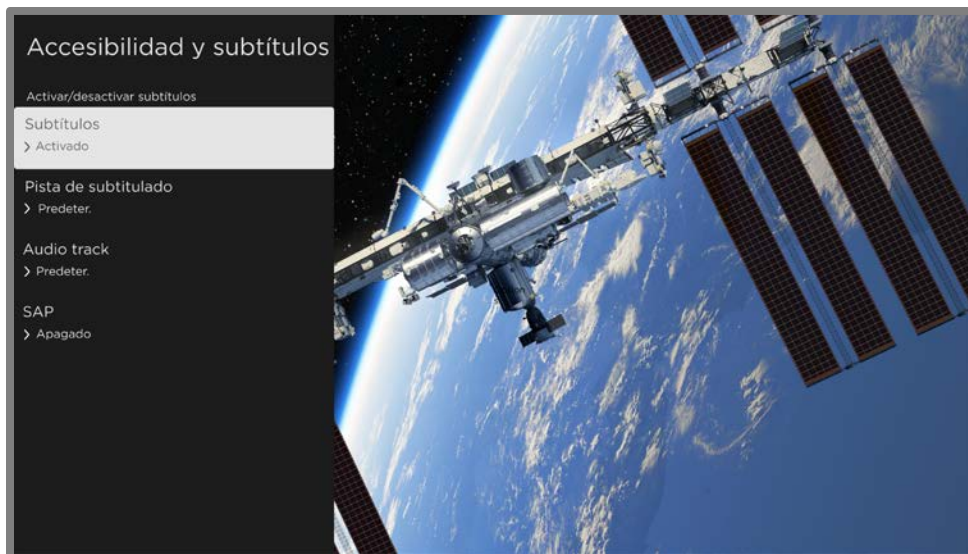 Accesibilidad y subtítulos
Activar/desactivar subtítulos
Subtítulos
Activado
Pista de subtitulado
Predeter.
Audio track
Predeter.
SAP
Apagado